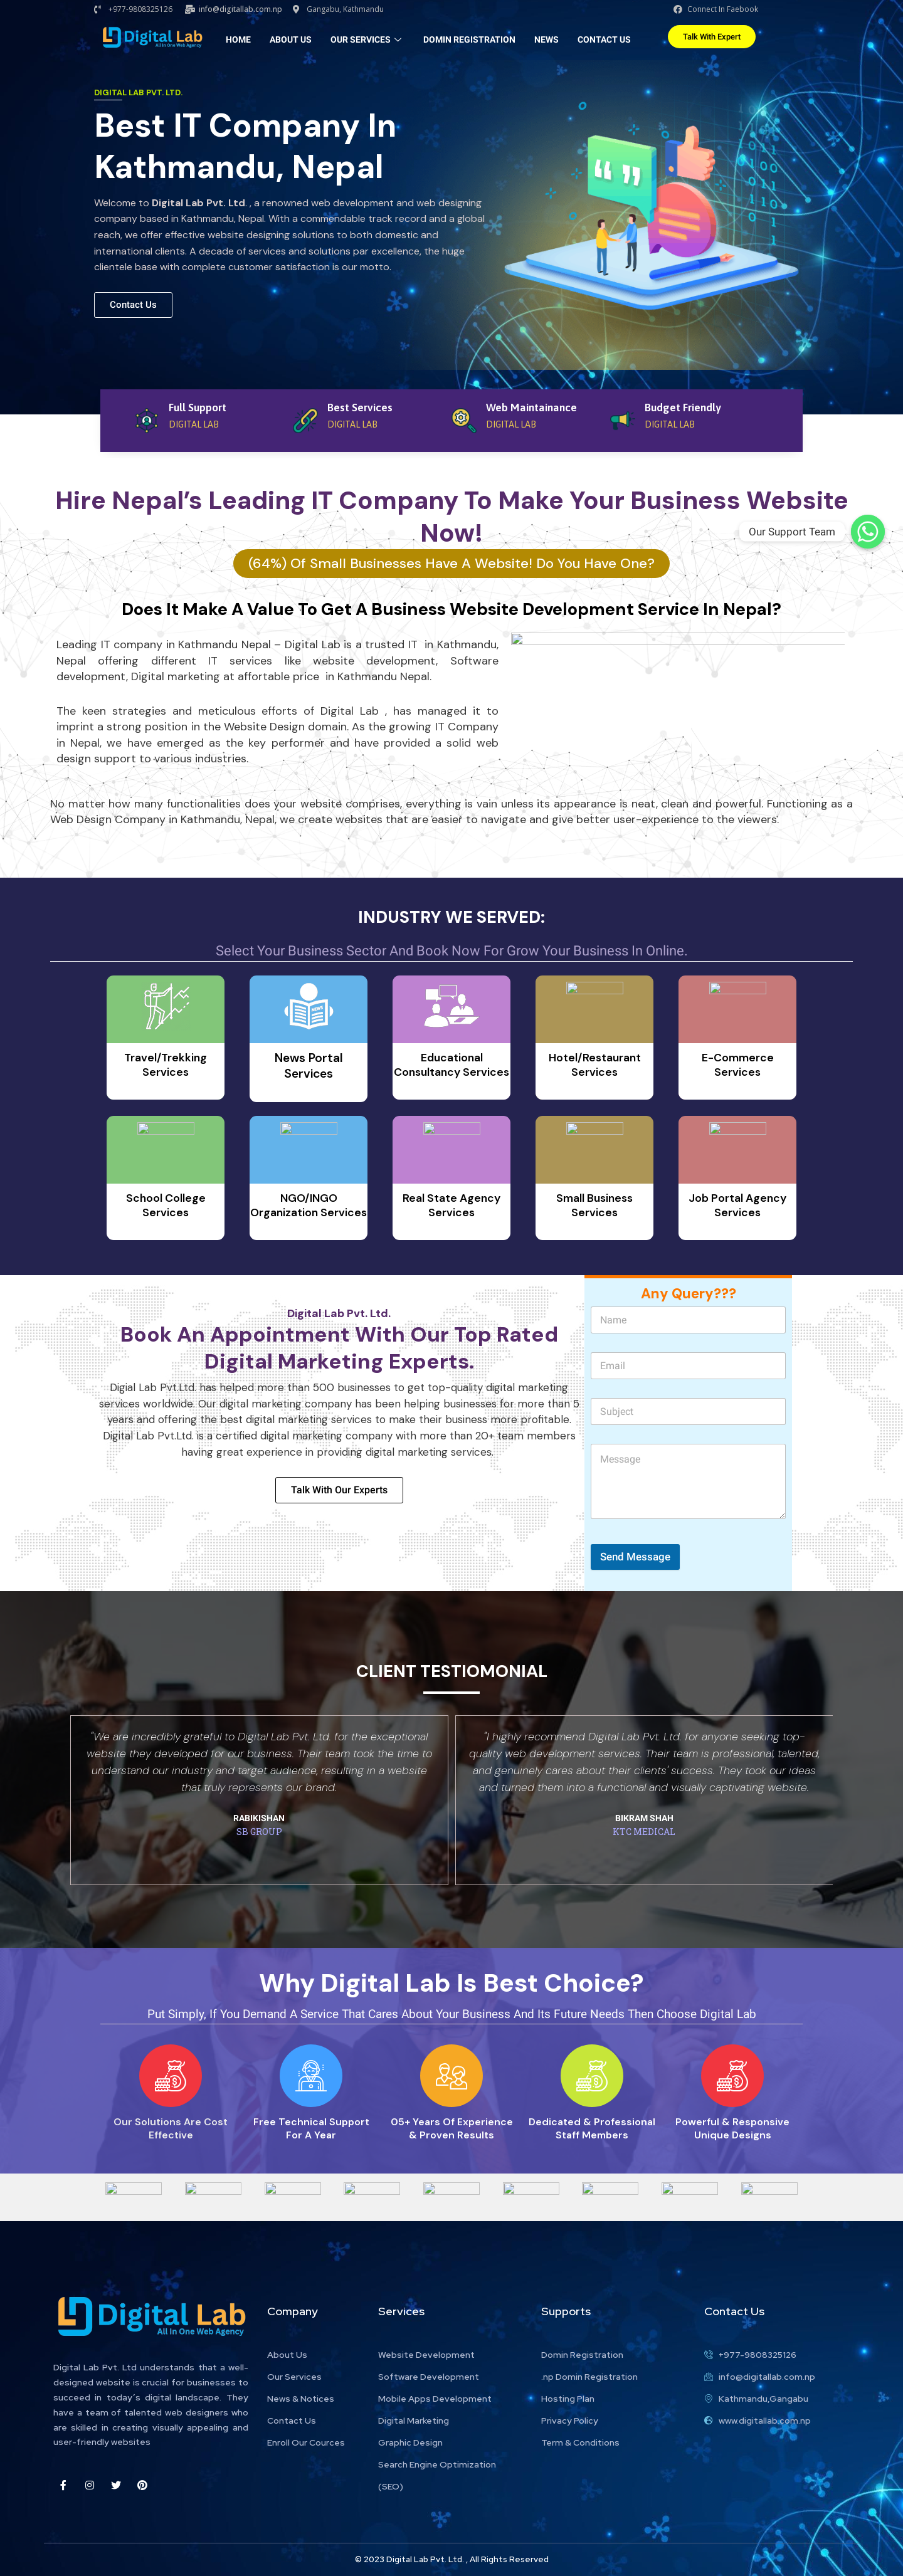 +977-9808325126 info@digitallab.com.np Gangabu, Kathmandu Connect In Faebook
Digital Lab
All In One Web Agency
HOME ABOUT US OUR SERVICES DOMIN REGISTRATION NEWS CONTACT US Talk With Expert
DIGITAL LAB PVT. LTD.
Best IT Company In
Kathmandu, Nepal
Welcome to Digital Lab Pvt. Ltd. , a renowned web development and web designing
company based in Kathmandu, Nepal. With a commendable track record and a global
reach, we offer effective website designing solutions to both domestic and
international clients. A decade of services and solutions par excellence, the huge
clientele base with complete customer satisfaction is our motto.
Contact Us
Full Support
DIGITAL LAB
Best Services
DIGITAL LAB
Web Maintainance
DIGITAL LAB
Budget Friendly
DIGITAL LAB
Hire Nepal’s Leading IT Company To Make Your Business Website
Now!
Our Support Team
(64%) Of Small Businesses Have A Website! Do You Have One?
Does It Make A Value To Get A Business Website Development Service In Nepal?
Leading IT company in Kathmandu Nepal – Digital Lab is a trusted IT in Kathmandu,
Nepal offering different IT services like website development, Software
development, Digital marketing at affortable price in Kathmandu Nepal.
The keen strategies and meticulous efforts of Digital Lab , has managed it to
imprint a strong position in the Website Design domain. As the growing IT Company
in Nepal, we have emerged as the key performer and have provided a solid web
design support to various industries.
No matter how many functionalities does your website comprises, everything is vain unless its appearance is neat, clean and powerful. Functioning as a
Web Design Company in Kathmandu, Nepal, we create websites that are easier to navigate and give better user-experience to the viewers.
INDUSTRY WE SERVED:
Select Your Business Sector And Book Now For Grow Your Business In Online.
Travel/Trekking
Services
NEWS
News Portal
Services
Educational
Consultancy Services
Hotel/Restaurant
Services
E-Commerce
Services
School College
Services
NGO/INGO
Organization Services
Real State Agency
Services
Small Business
Services
Job Portal Agency
Services
Digital Lab Pvt. Ltd.
Book An Appointment With Our Top Rated
Digital Marketing Experts.
Digial Lab Pvt.Ltd. has helped more than 500 businesses to get top-quality digital marketing
services worldwide. Our digital marketing company has been helping businesses for more than 5
years and offering the best digital marketing services to make their business more profitable.
Digital Lab Pvt.Ltd. is a certified digital marketing company with more than 20+ team members
having great experience in providing digital marketing services.
Talk With Our Experts
Any Query???
Name
Email
Subject
Message
Send Message
CLIENT TESTIOMONIAL
"We are incredibly grateful to Digital Lab Pvt. Ltd. for the exceptional
website they developed for our business. Their team took the time to
understand our industry and target audience, resulting in a website
that truly represents our brand.
RABIKISHAN
SB GROUP
"I highly recommend Digital Lab Pvt. Ltd. for anyone seeking top-
quality web development services. Their team is professional, talented,
and genuinely cares about their clients' success. They took our ideas
and turned them into a functional and visually captivating website.
BIKRAM SHAH
KTC MEDICAL
Why Digital Lab Is Best Choice?
Put Simply, If You Demand A Service That Cares About Your Business And Its Future Needs Then Choose Digital Lab
Our Solutions Are Cost
Effective
Free Technical Support
For A Year
05+ Years Of Experience
& Proven Results
Dedicated & Professional
Staff Members
Powerful & Responsive
Unique Designs
Digital Lab
All In One Web Agency
Digital Lab Pvt. Ltd understands that a well-
designed website is crucial for businesses to
succeed in today’s digital landscape. They
have a team of talented web designers who
are skilled in creating visually appealing and
user-friendly websites
Company
About Us
Our Services
News & Notices
Contact Us
Enroll Our Cources
Services
Website Development
Software Development
Mobile Apps Development
Digital Marketing
Graphic Design
Search Engine Optimization
(SEO)
Supports
Domin Registration
.np Domin Registration
Hosting Plan
Privacy Policy
Term & Conditions
Contact Us
+977-9808325126
info@digitallab.com.np
Kathmandu,Gangabu
www.digitallab.com.np
© 2023 Digital Lab Pvt. Ltd. , All Rights Reserved